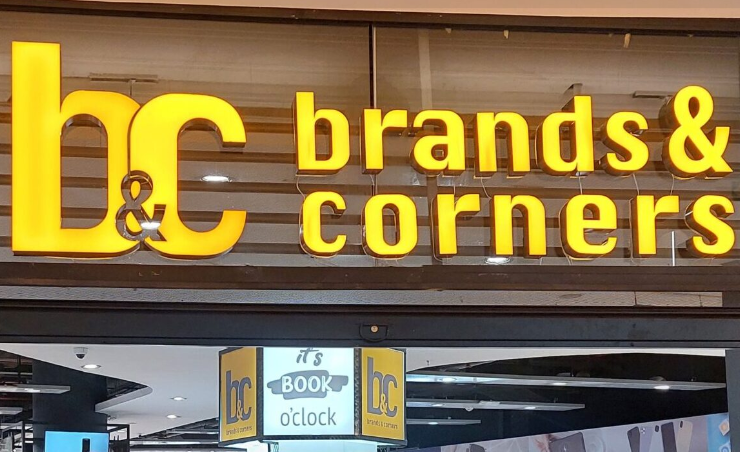 b&c
brands &
corners
b&c
brands & corners
it's
BOOK
o'clock
b&c
brands & corners